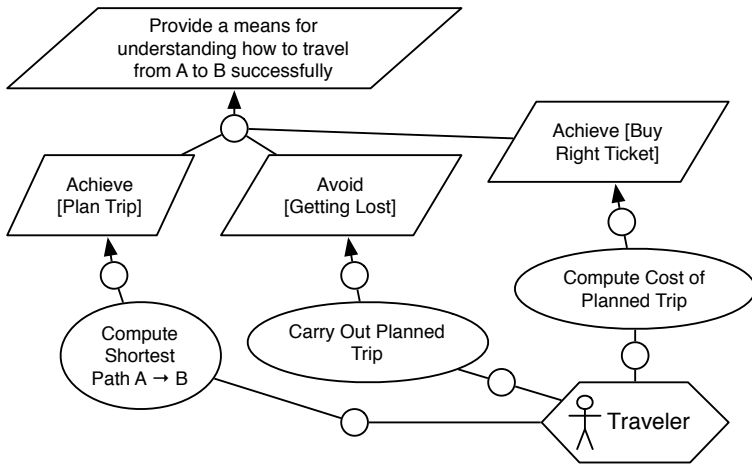 Provide a means for
understanding how to travel
from A to B successfully
Achieve [Buy
Right Ticket]
Achieve
[Plan Trip]
Avoid
[Getting Lost]
Compute Cost of
Planned Trip
Compute
Shortest
Path A → B
Carry Out Planned
Trip
Traveler